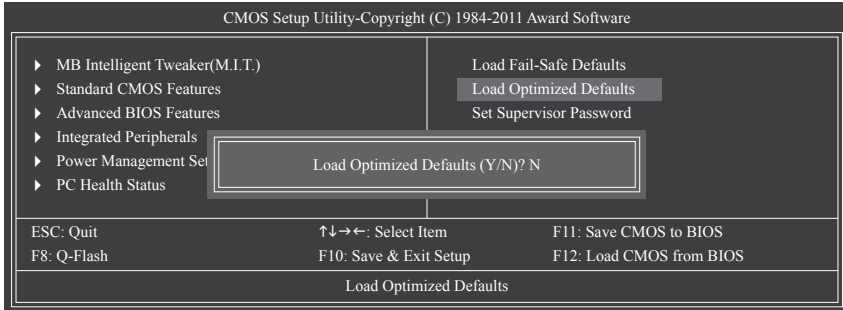 CMOS Setup Utility-Copyright (C) 1984-2011 Award Software
MB Intelligent Tweaker(M.I.T.)
Standard CMOS Features
Advanced BIOS Features
Integrated Peripherals
Power Management Set
PC Health Status
Load Fail-Safe Defaults
Load Optimized Defaults
Set Supervisor Password
Load Optimized Defaults (Y/N)? N
ESC: Quit ↑↓→←: Select Item F11: Save CMOS to BIOS
F8: Q-Flash F10: Save & Exit Setup F12: Load CMOS from BIOS
Load Optimized Defaults